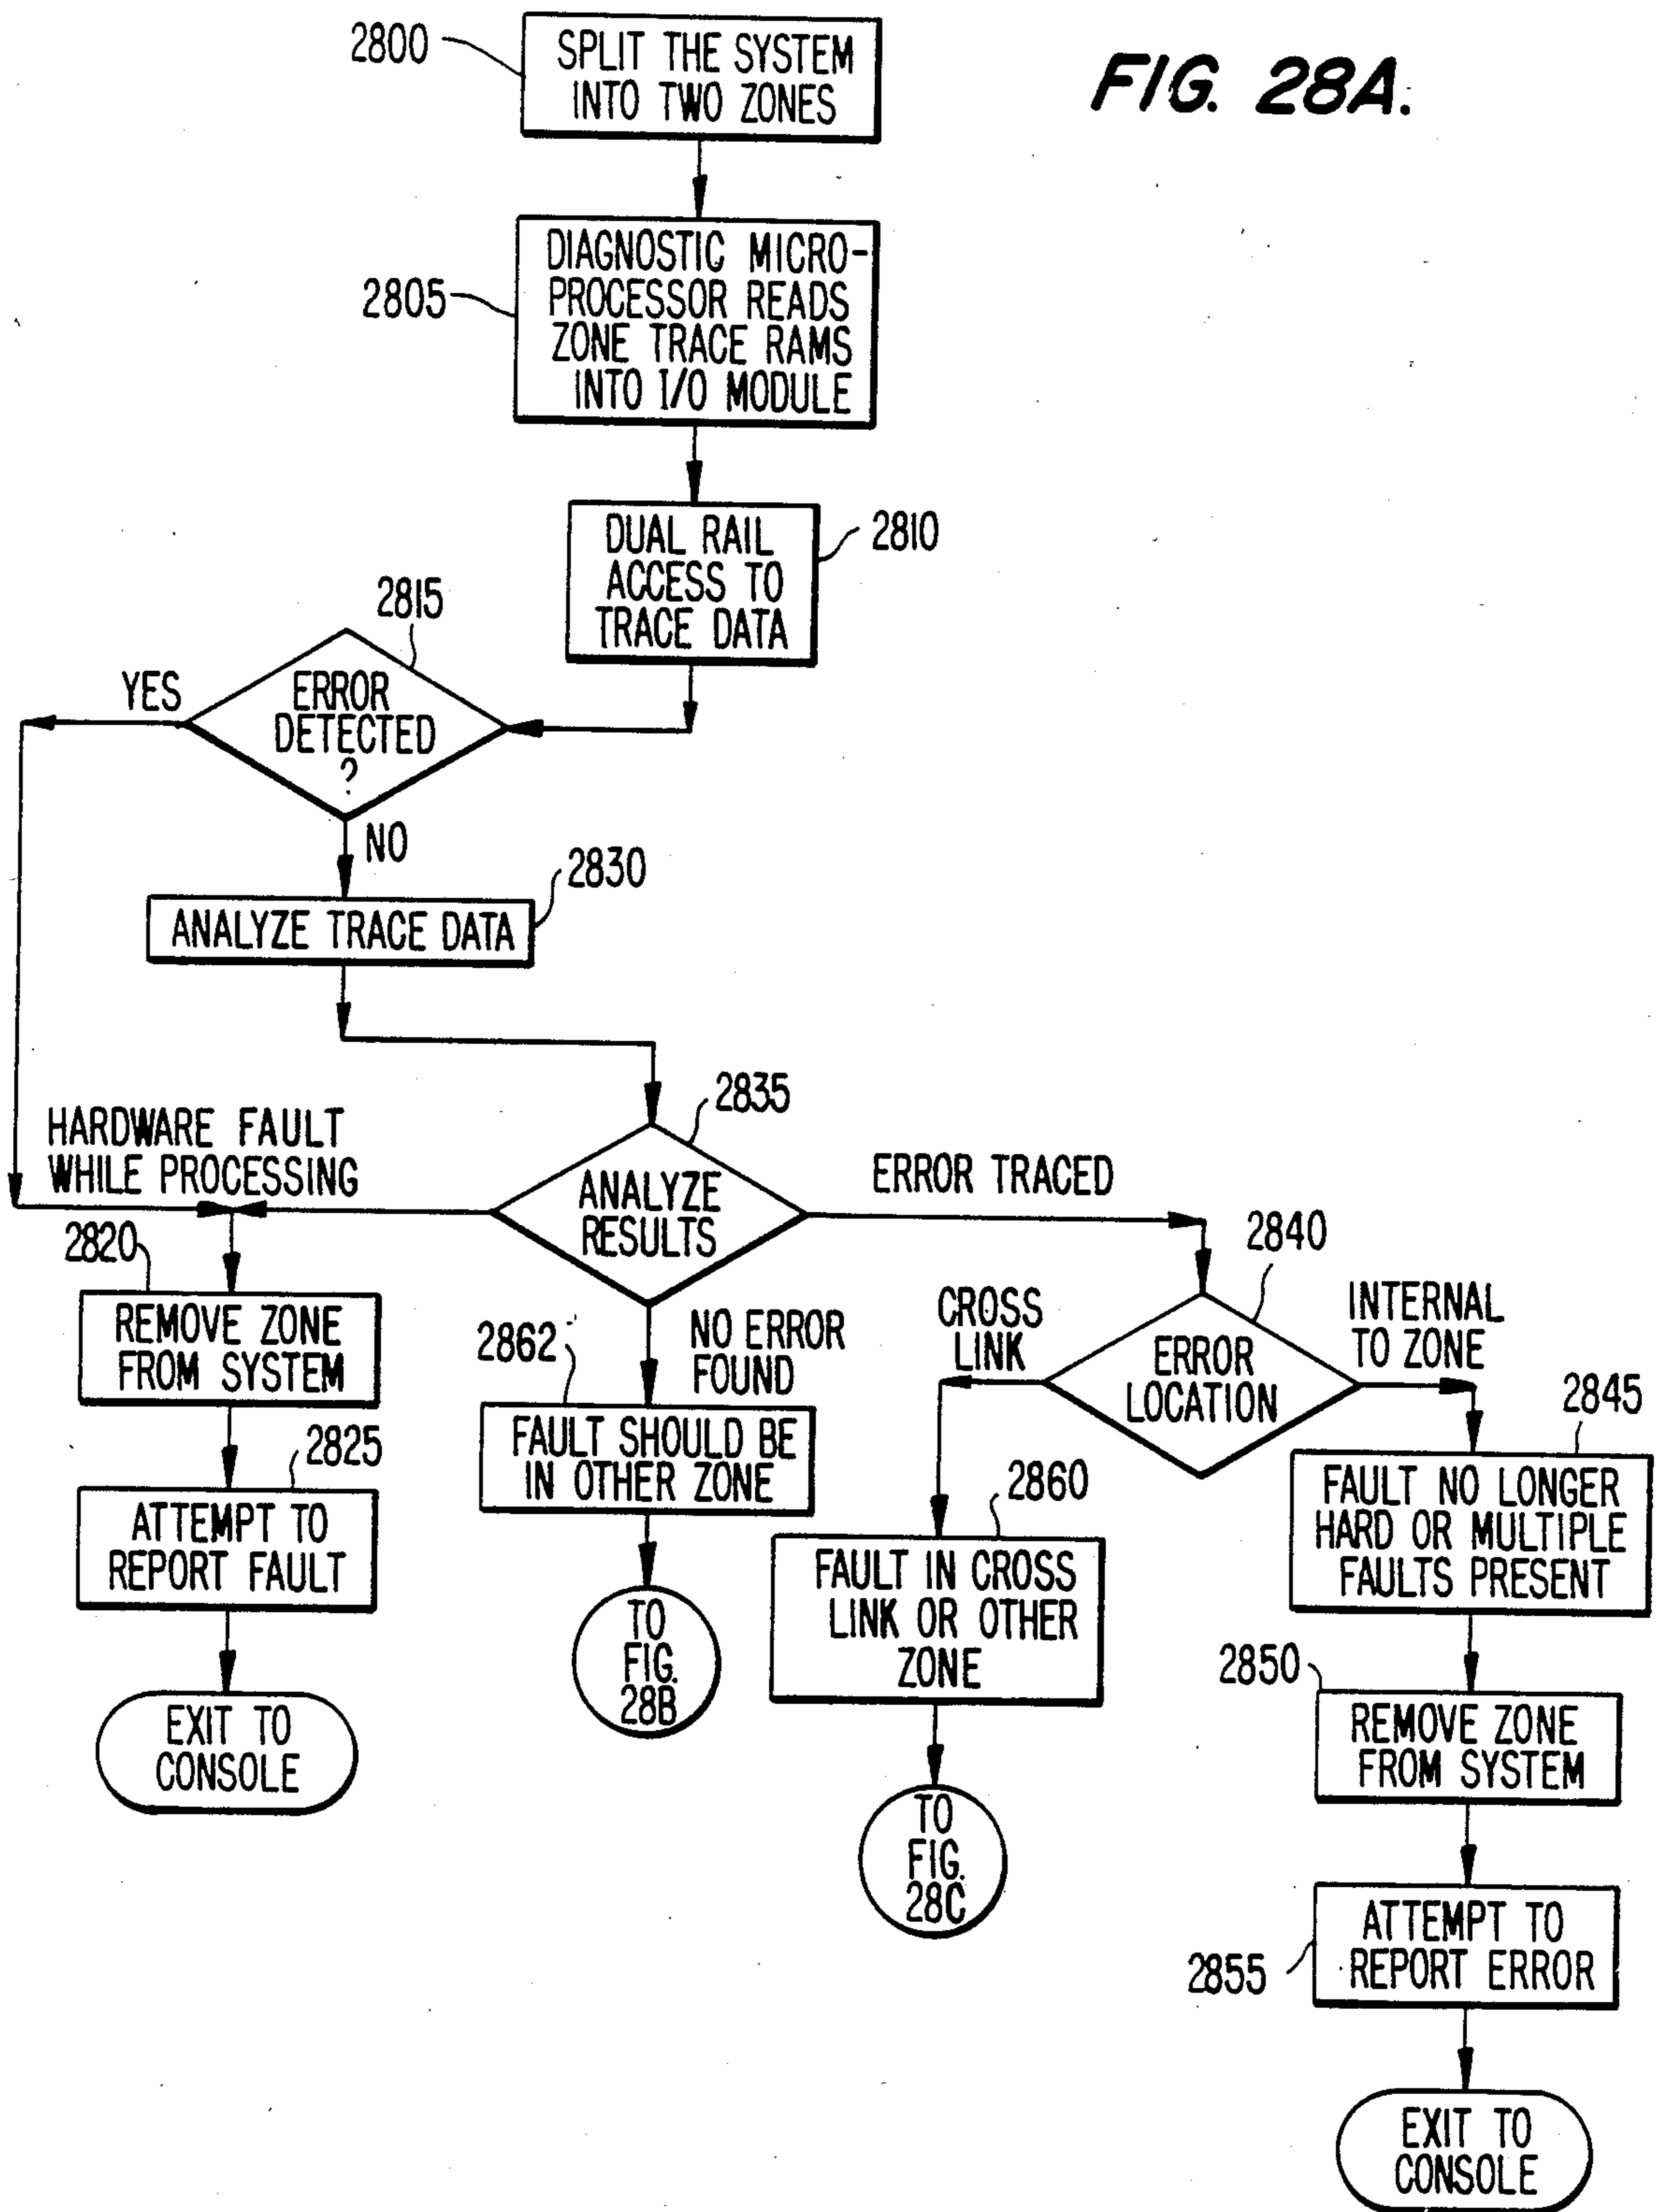 FIG. 28A.
2800
SPLIT THE SYSTEM
INTO TWO ZONES
2805
DIAGNOSTIC MICRO-
PROCESSOR READS
ZONE TRACE RAMS
INTO I/O MODULE
2810
DUAL RAIL
ACCESS TO
TRACE DATA
2815
YES
ERROR
DETECTED
?
NO
2830
ANALYZE TRACE DATA
2835
HARDWARE FAULT
WHILE PROCESSING
ANALYZE
RESULTS
ERROR TRACED
2820
REMOVE ZONE
FROM SYSTEM
2825
ATTEMPT TO
REPORT FAULT
EXIT TO
CONSOLE
NO ERROR
FOUND
2862
FAULT SHOULD BE
IN OTHER ZONE
TO
FIG.
28B
2840
CROSS
LINK
ERROR
LOCATION
INTERNAL
TO ZONE
2860
FAULT IN CROSS
LINK OR OTHER
ZONE
TO
FIG.
28C
2845
FAULT NO LONGER
HARD OR MULTIPLE
FAULTS PRESENT
2850
REMOVE ZONE
FROM SYSTEM
2855
ATTEMPT TO
REPORT ERROR
EXIT TO
CONSOLE